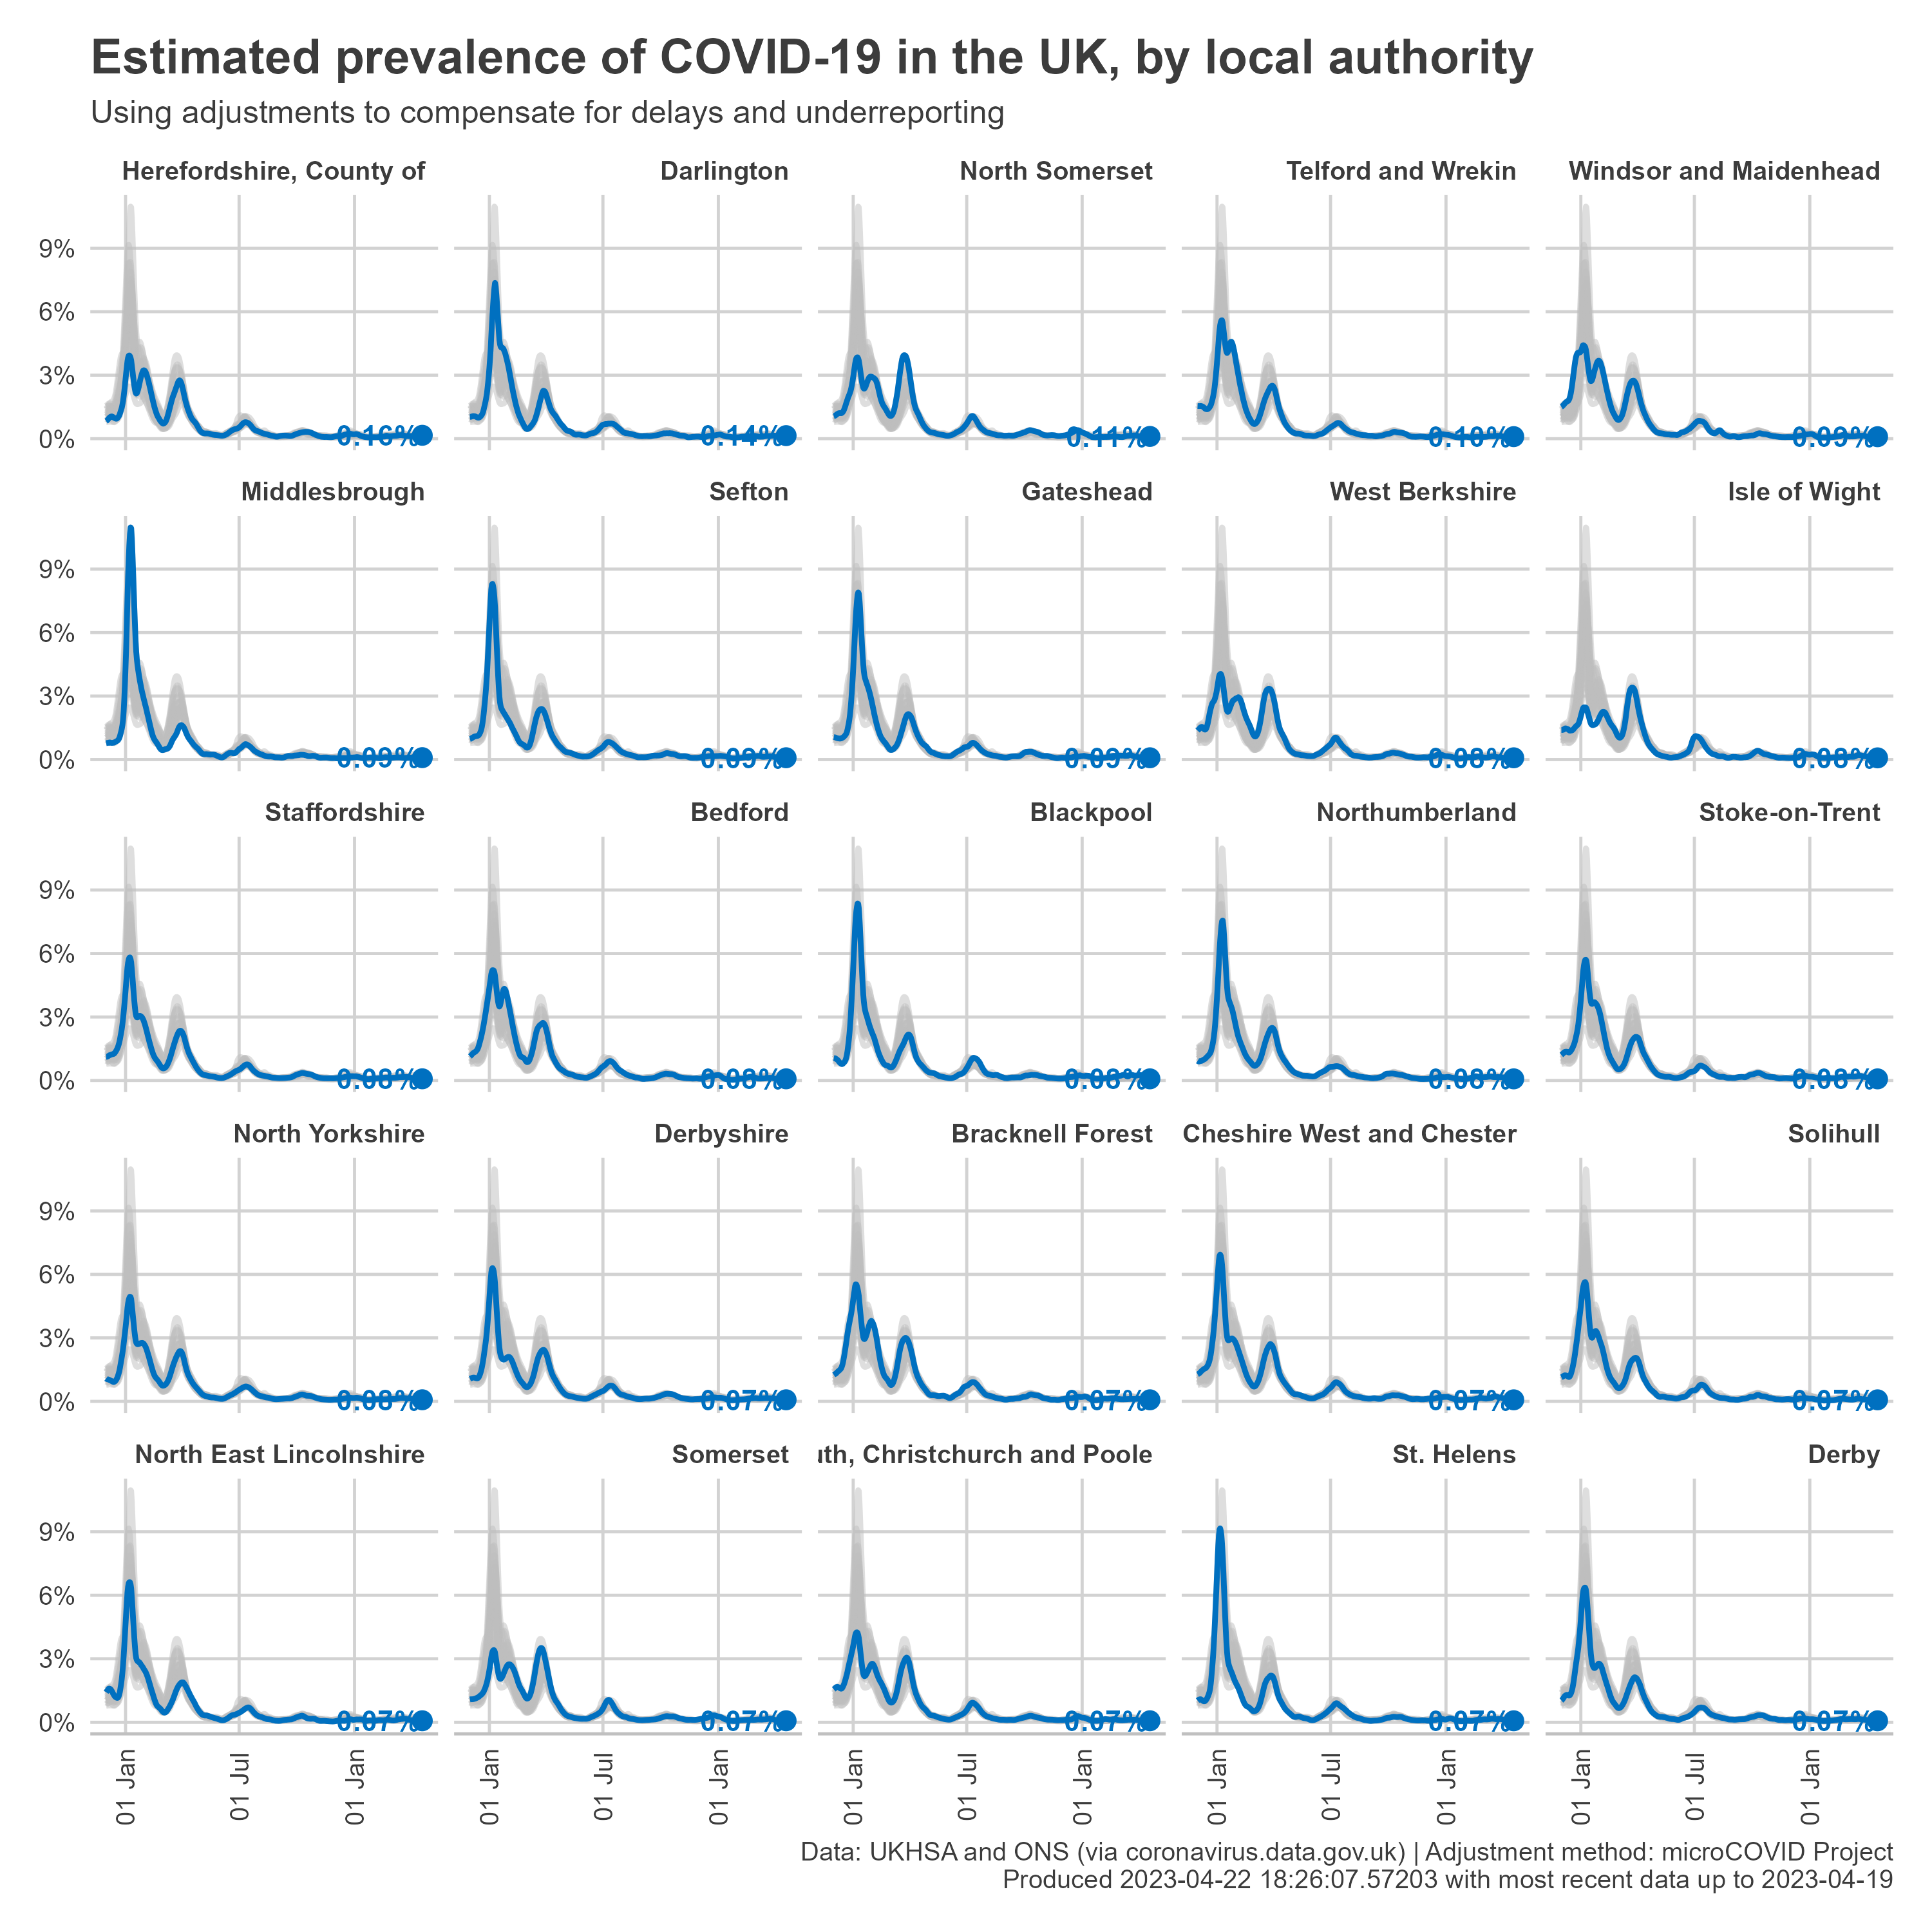 Estimated prevalence of COVID-19 in the UK, by local authority
Using adjustments to compensate for delays and underreporting
Herefordshire, County of
Darlington
North Somerset
Telford and Wrekin
Windsor and Maidenhead
9%
6%
3%
0%
0.16%
0.14%
0.11%
0.10%
0.09%
Middlesbrough
Sefton
Gateshead
West Berkshire
Isle of Wight
9%
6%
3%
0%
0.09%
0.09%
0.09%
0.08%
0.08%
Staffordshire
Bedford
Blackpool
Northumberland
Stoke-on-Trent
9%
6%
3%
0%
0.08%
0.08%
0.08%
0.08%
0.08%
North Yorkshire
Derbyshire
Bracknell Forest
Cheshire West and Chester
Solihull
9%
6%
3%
0%
0.08%
0.07%
0.07%
0.07%
0.07%
North East Lincolnshire
Somerset
uth, Christchurch and Poole
St. Helens
Derby
9%
6%
3%
0%
0.07%
0.07%
0.07%
0.07%
0.07%
01 Jan
01 Jul
01 Jan
01 Jan
01 Jul
01 Jan
01 Jan
01 Jul
01 Jan
01 Jan
01 Jul
01 Jan
01 Jan
01 Jul
01 Jan
Data: UKHSA and ONS (via coronavirus.data.gov.uk) | Adjustment method: microCOVID Project
Produced 2023-04-22 18:26:07.57203 with most recent data up to 2023-04-19